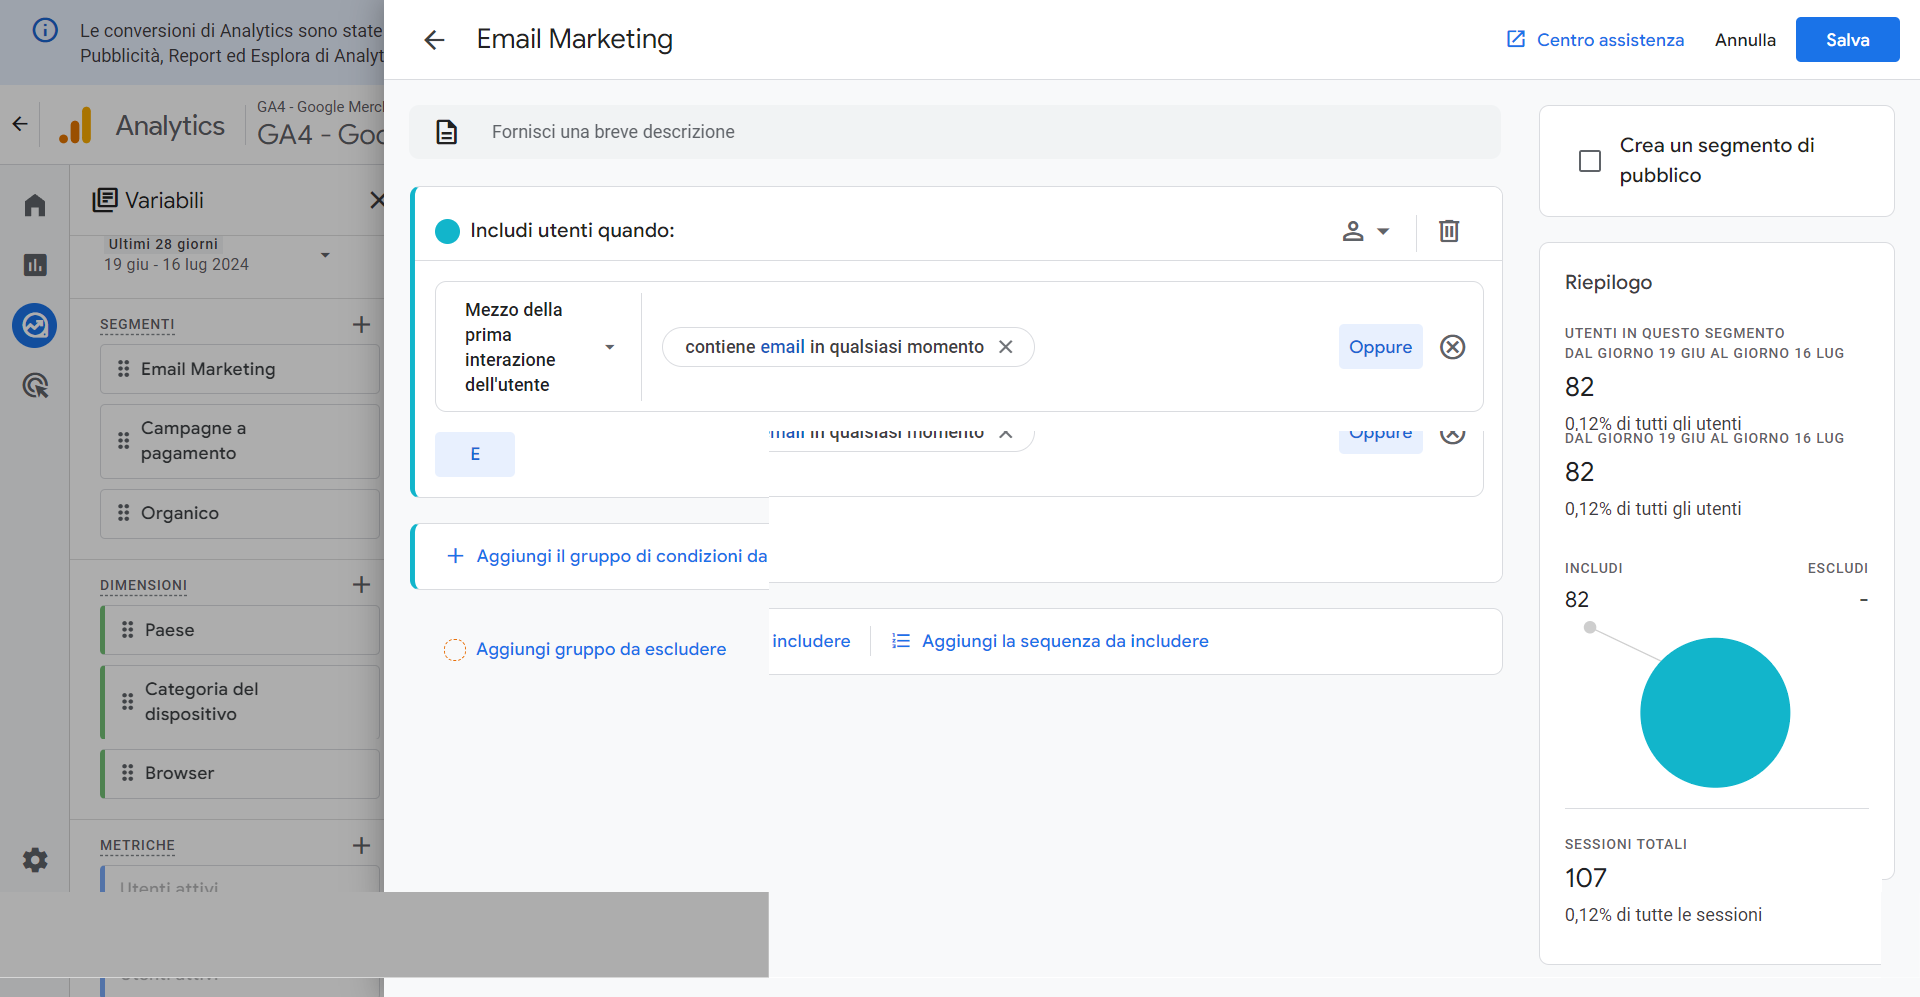 Le conversioni di Analytics sono state
Pubblicità, Report ed Esplora di Analyt
Analytics
GA4 - Google Merch
GA4 - Goo
Variabili
Ultimi 28 giorni
19 giu - 16 lug 2024
SEGMENTI
Email Marketing
Campagne a
pagamento
Organico
DIMENSIONI
Paese
Categoria del
dispositivo
Browser
METRICHE
Utenti attivi
Email Marketing
Centro assistenza
Annulla
Salva
Fornisci una breve descrizione
Includi utenti quando:
Mezzo della
prima
interazione
dell'utente
contiene email in qualsiasi momento
Oppure
email in qualsiasi momento
Oppure
E
Aggiungi il gruppo di condizioni da
includere
Aggiungi la sequenza da includere
Aggiungi gruppo da escludere
Crea un segmento di
pubblico
Riepilogo
UTENTI IN QUESTO SEGMENTO
DAL GIORNO 19 GIU AL GIORNO 16 LUG
82
0,12% di tutti gli utenti
DAL GIORNO 19 GIU AL GIORNO 16 LUG
82
0,12% di tutti gli utenti
INCLUDI
ESCLUDI
82
-
SESSIONI TOTALI
107
0,12% di tutte le sessioni